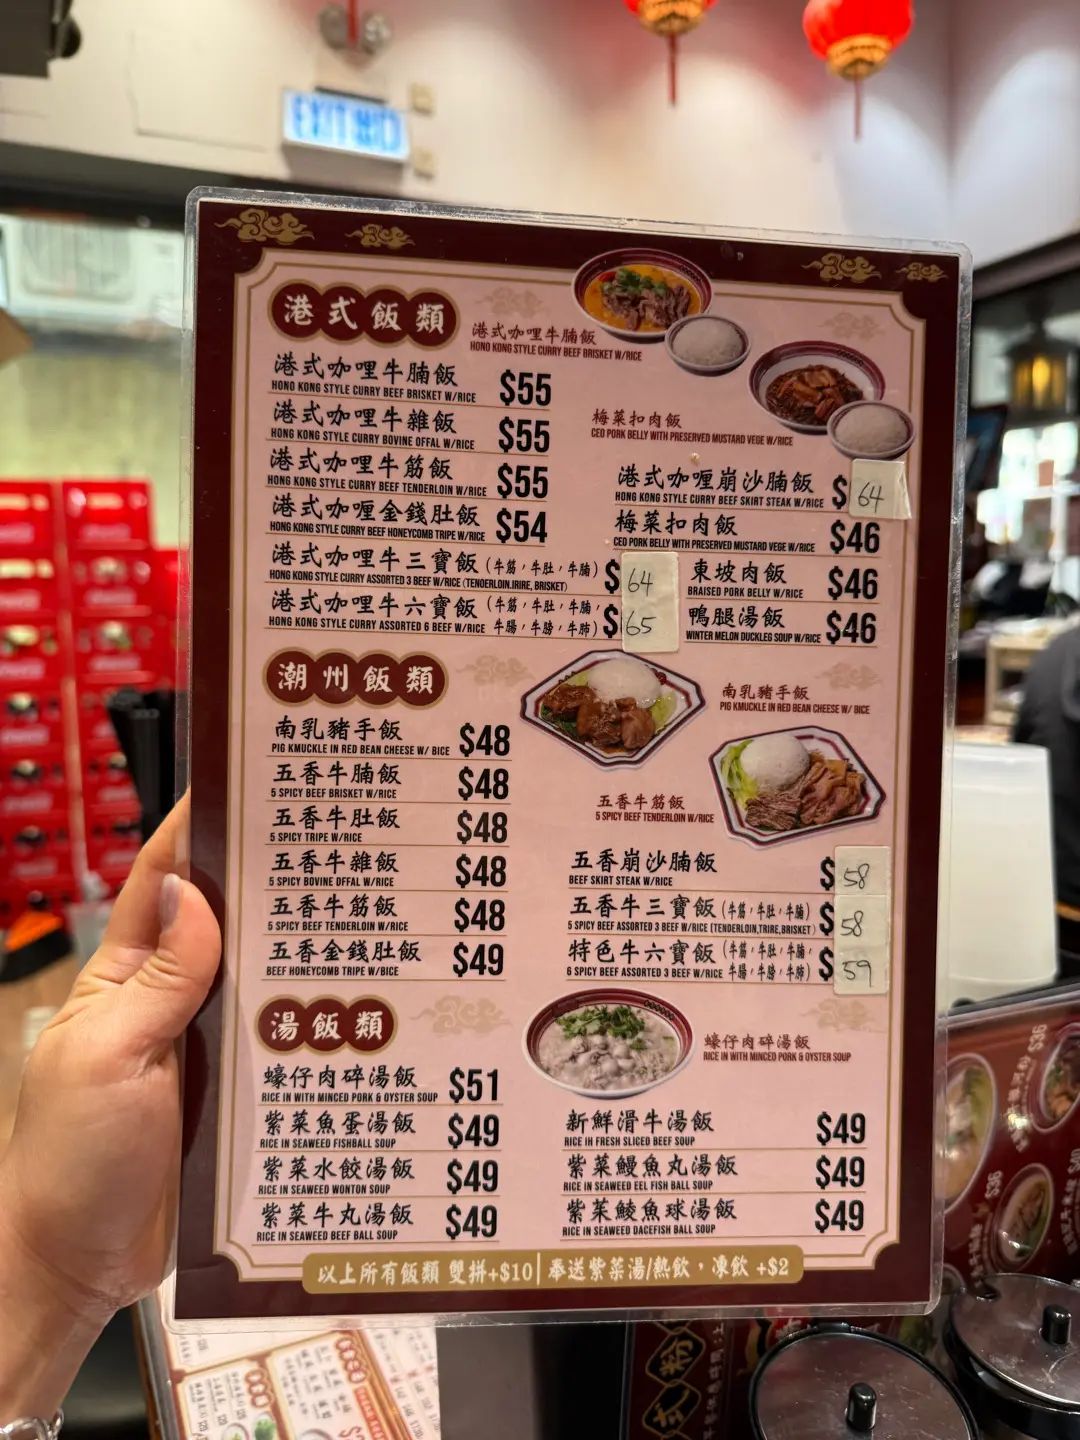 EXIT 出口
港式飯類
港式咖哩牛腩飯
HONO KONG STYLE CURRY BEEF BRISKET W/RICE
港式咖哩牛腩飯 $55
HONO KONG STYLE CURRY BEEF BRISKET W/RICE
港式咖哩牛雜飯 $55
HONG KONG STYLE CURRY BOVINE OFFAL W/RICE
港式咖哩牛筋飯 $55
HONG KONG STYLE CURRY BEEF TENDERLOIN W/RICE
港式咖喱金錢肚飯 $54
HONG KONG STYLE CURRY BEEF HONEYCOMB TRIPE W/RICE
港式咖哩牛三寶飯 (牛筋，牛肚，牛腩) $64
HONG KONG STYLE CURRY ASSORTED 3 BEEF W/RICE (TENOERLOIN,IRIRE, BRISKET)
港式咖哩牛六寶飯 (牛筋，牛肚，牛腩， $65
HONG KONG STYLE CURRY ASSORTED 6 BEEF W/RICE 牛腸，牛膀，牛肺)
梅菜扣肉飯
CEO PORK BELLY WITH PRESERVED MUSTARD VEGE W/RICE
港式咖喱崩沙腩飯 $64
HONG KONG STYLE CURRY BEEF SKIRT STEAK W/RICE
梅菜扣肉飯 $46
CEO PORK BELLY WITH PRESERVED MUSTARD VEGE W/RICE
東坡肉飯 $46
BRAISED PORK BELLY W/RICE
鴨腿湯飯 $46
WINTER MELON DUCKLEG SOUP W/RICE
潮州飯類
南乳豬手飯 $48
PIG KMUCKLE IN RED BEAN CHEESE W/ BICE
五香牛腩飯 $48
5 SPICY BEEF BRISKET W/RICE
五香牛肚飯 $48
5 SPICY TRIPE W/RICE
五香牛雜飯 $48
5 SPICY BOVINE OFFAL W/RICE
五香牛筋飯 $48
5 SPICY BEEF TENDERLOIN W/RICE
五香金錢肚飯 $49
BEEF HONEYCOMB TRIPE W/BICE
南乳豬手飯
PIG KMUCKLE IN RED BEAN CHEESE W/ BICE
五香牛筋飯
5 SPICY BEEF TENDERLOIN W/RICE
五香崩沙腩飯 $58
BEEF SKIRT STEAK W/RICE
五香牛三寶飯 (牛筋，牛肚，牛腩) $58
5 SPICY BEEF ASSORTED 3 BEEF W/RICE (TENDERLOIN,TRIRE,BRISKET)
特色牛六寶飯 (牛筋，牛肚，牛腩， $59
6 SPICY BEEF ASSORTED 3 BEEF W/RICE 牛腸，牛膀，牛肺)
湯飯類
蠔仔肉碎湯飯
RICE IN WITH MINCED PORK & OYSTER SOUP
蠔仔肉碎湯飯 $51
RICE IN WITH MINCED PORK & OYSTER SOUP
紫菜魚蛋湯飯 $49
RICE IN SEAWEED FISHBALL SOUP
紫菜水餃湯飯 $49
RICE IN SEAWEED WONTON SOUP
紫菜牛丸湯飯 $49
RICE IN SEAWEED BEEF BALL SOUP
新鮮滑牛湯飯 $49
RICE IN FRESH SLICED BEEF SOUP
紫菜鰻魚丸湯飯 $49
RICE IN SEAWEED EEL FISH BALL SOUP
紫菜鯪魚球湯飯 $49
RICE IN SEAWEED DACEFISH BALL SOUP
以上所有飯類 雙拼+$10 | 奉送紫菜湯/熱飲，凍飲 +$2
$36
$36